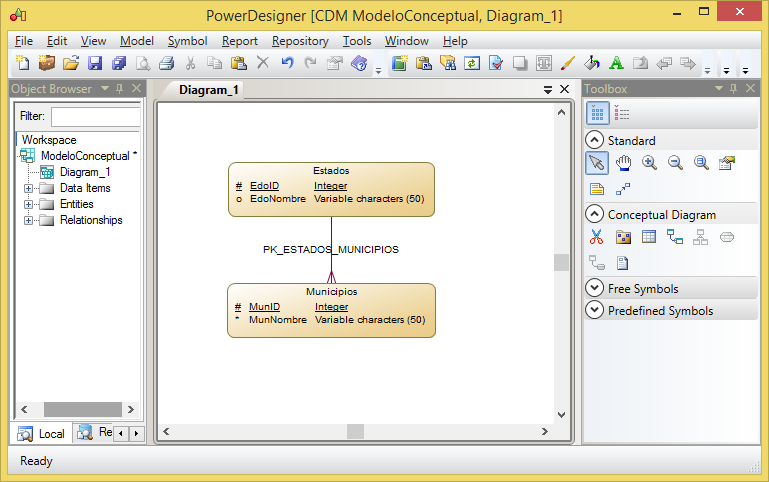 PowerDesigner [CDM ModeloConceptual, Diagram_1]
File Edit View Model Symbol Report Repository Tools Window Help
Object Browser
Diagram_1
Toolbox
Filter:
Workspace
ModeloConceptual *
Diagram_1
Data Items
Entities
Relationships
Local
Re
Estados
# EdoID Integer
o EdoNombre Variable characters (50)
PK_ESTADOS_MUNICIPIOS
Municipios
# MunID Integer
* MunNombre Variable characters (50)
Standard
Conceptual Diagram
Free Symbols
Predefined Symbols
Ready